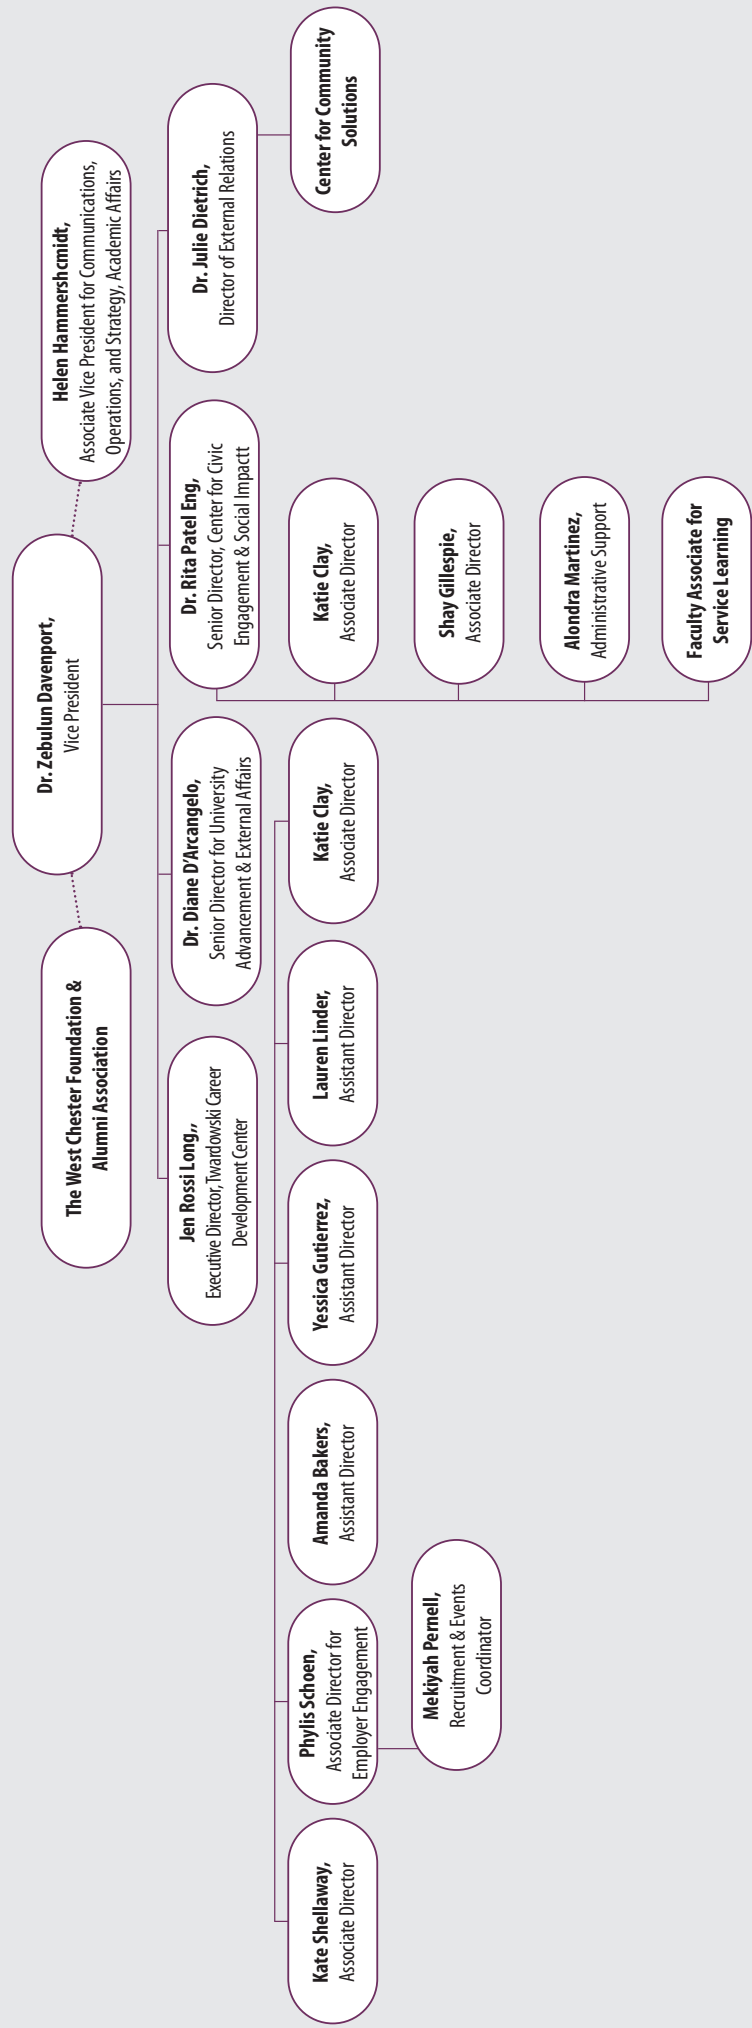 Dr. Zebulun Davenport,
Vice President
The West Chester Foundation &
Alumni Association
Helen Hammershcmidt,
Associate Vice President for Communications,
Operations, and Strategy, Academic Affairs
Jen Rossi Long,,
Executive Director, Twardowski Career
Development Center
Dr. Diane D'Arcangelo,
Senior Director for University
Advancement & External Affairs
Dr. Rita Patel Eng,
Senior Director, Center for Civic
Engagement & Social Impactt
Dr. Julie Dietrich,
Director of External Relations
Kate Shellaway,
Associate Director
Phylis Schoen,
Associate Director for
Employer Engagement
Amanda Bakers,
Assistant Director
Yessica Gutierrez,
Assistant Director
Lauren Linder,
Assistant Director
Katie Clay,
Associate Director
Katie Clay,
Associate Director
Center for Community
Solutions
Mekiyah Pernell,
Recruitment & Events
Coordinator
Shay Gillespie,
Associate Director
Alondra Martinez,
Administrative Support
Faculty Associate for
Service Learning